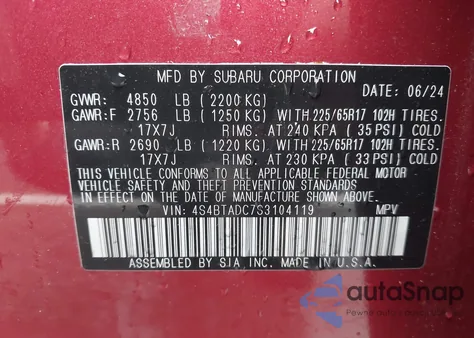 MFD BY SUBARU CORPORATION DATE: 06/24
GVWR: 4850 LB (2200 KG)
GAWR: F 2756 LB (1250 KG) WITH 225/65R17 102H TIRES.
17X7J RIMS. AT 240 KPA (35 PSI) COLD
GAWR: R 2690 LB (1220 KG) WITH 225/65R17 102H TIRES.
17X7J RIMS. AT 230 KPA (33 PSI) COLD
THIS VEHICLE CONFORMS TO ALL APPLICABLE FEDERAL MOTOR
VEHICLE SAFETY AND THEFT PREVENTION STANDARDS IN
EFFECT ON THE DATE OF MANUFACTURE SHOWN ABOVE.
VIN: 4S4BTADC7S3104119 MPV
ASSEMBLED BY SIA INC. MADE IN U.S.A.
autoSnap